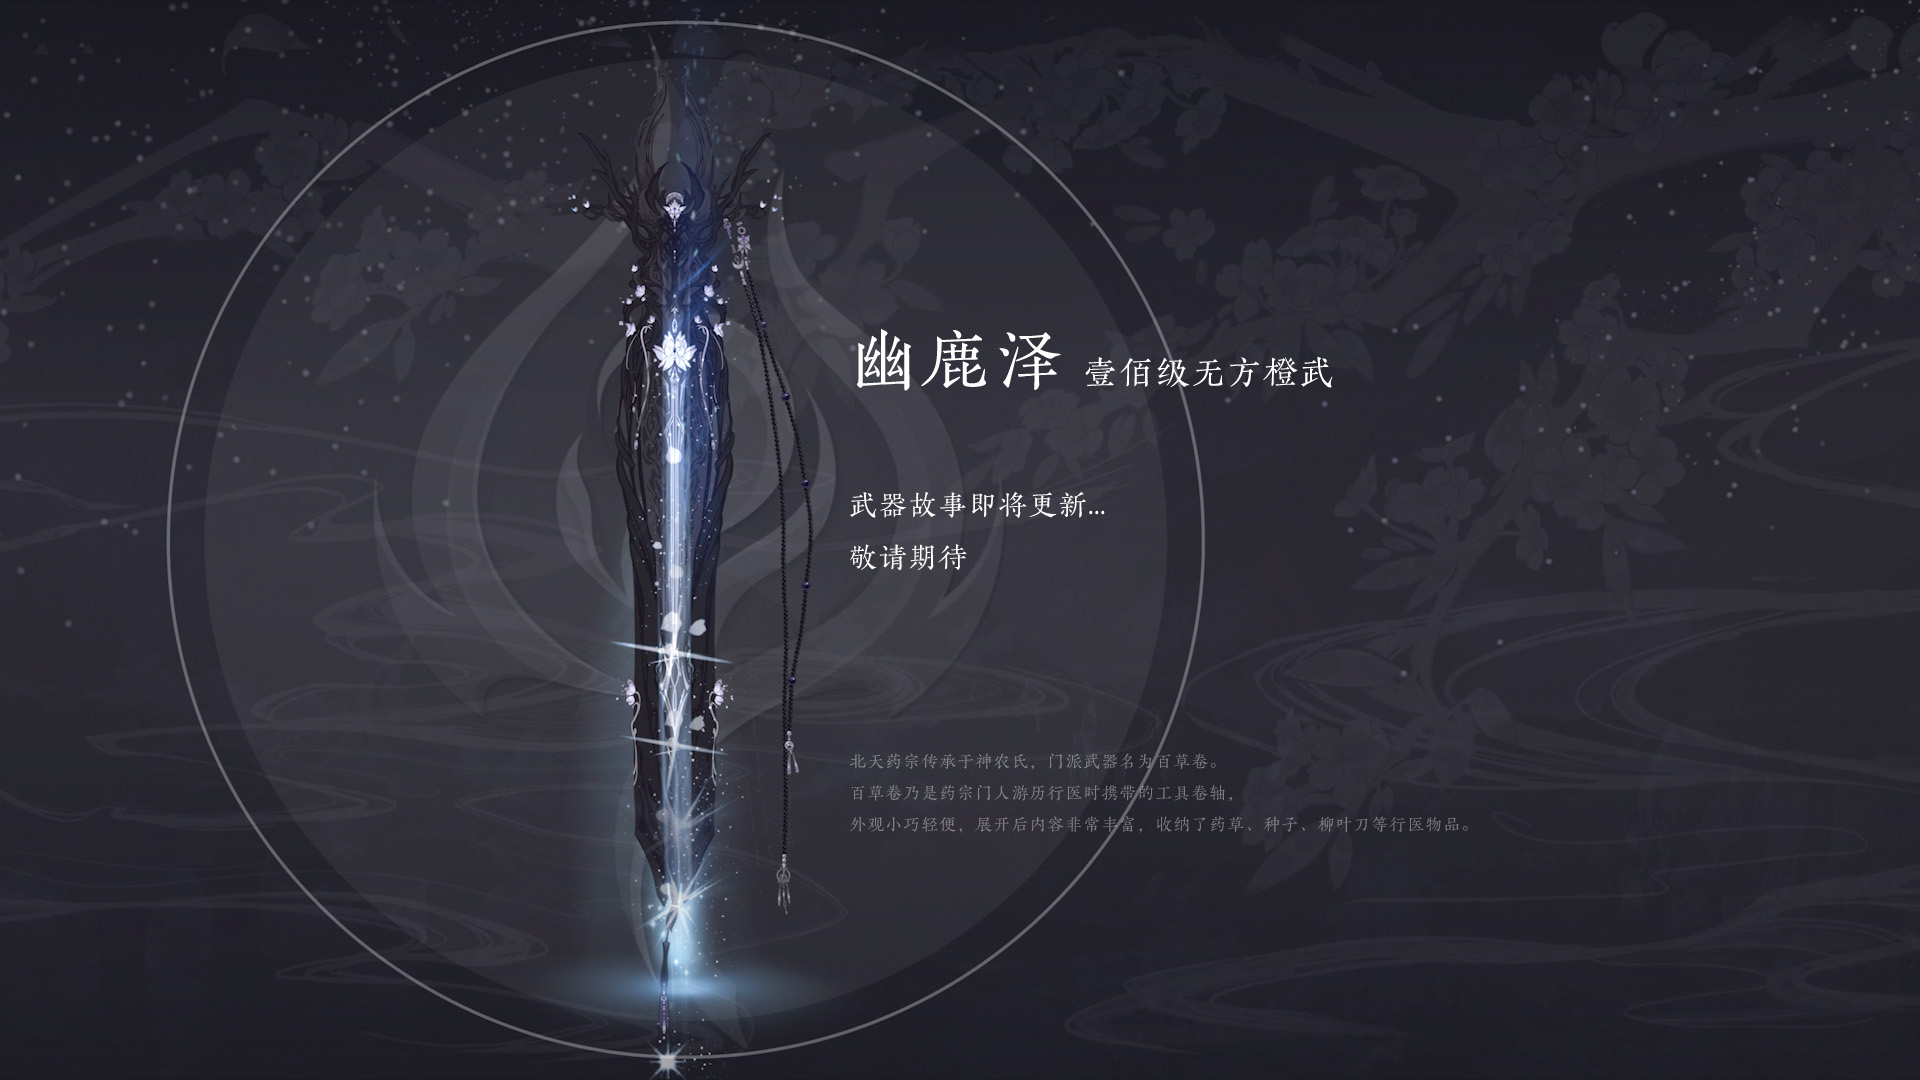 幽鹿泽 壹佰级无方橙武
武器故事即将更新...
敬请期待
北天药宗传承于神农氏，门派武器名为百草卷。
百草卷乃是药宗门人游历行医时携带的工具卷轴，
外观小巧轻便，展开后内容非常丰富，收纳了药草、种子、柳叶刀等行医物品。